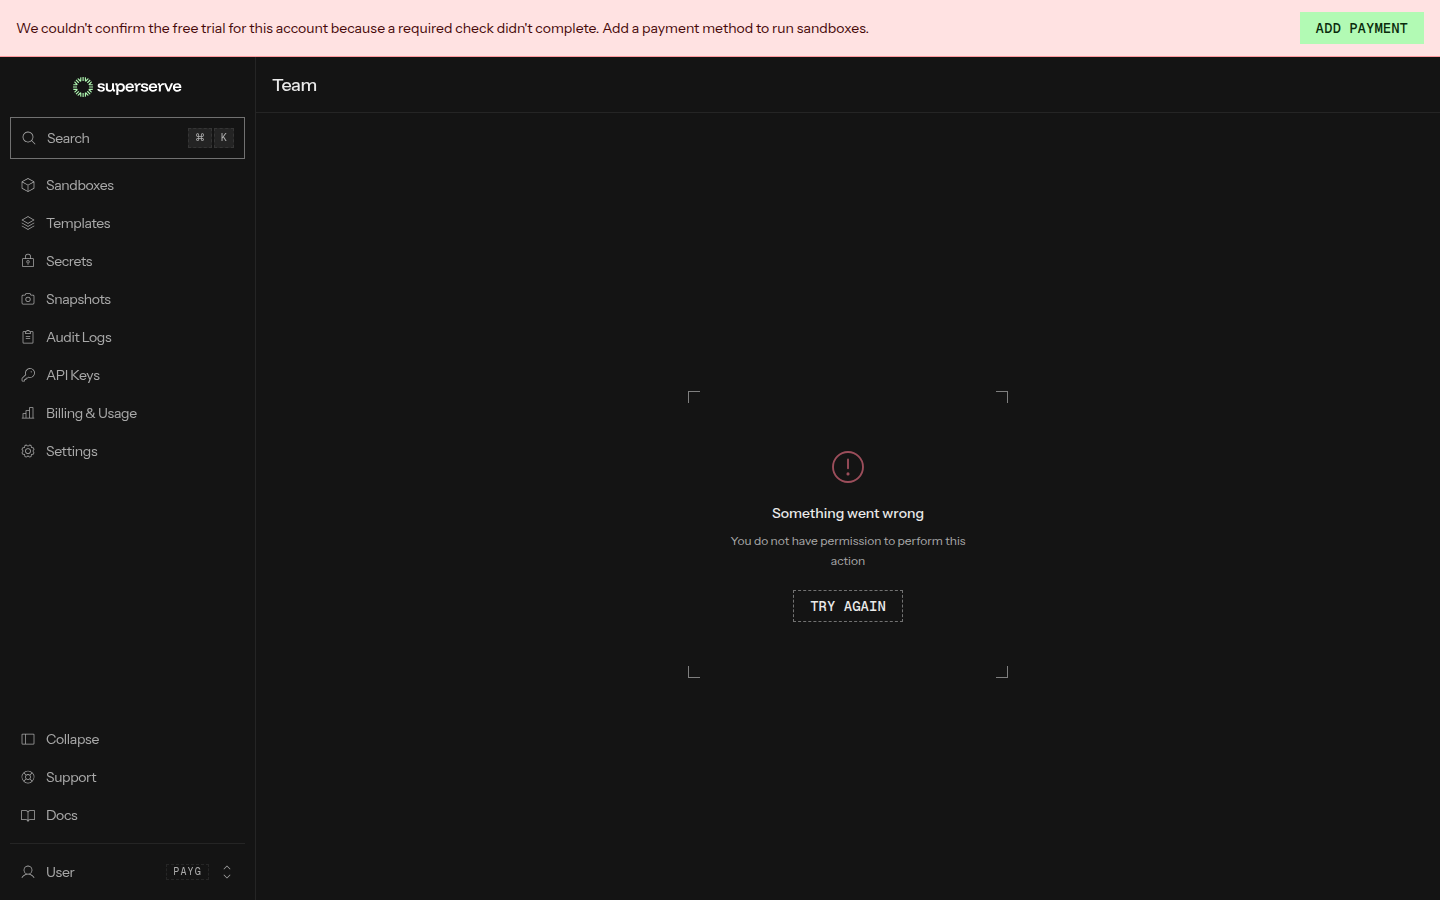 We couldn't confirm the free trial for this account because a required check didn't complete. Add a payment method to run sandboxes.
ADD PAYMENT
superserve
Team
Search ⌘ K
Sandboxes
Templates
Secrets
Snapshots
Audit Logs
API Keys
Billing & Usage
Settings
Something went wrong
You do not have permission to perform this
action
TRY AGAIN
Collapse
Support
Docs
User PAYG